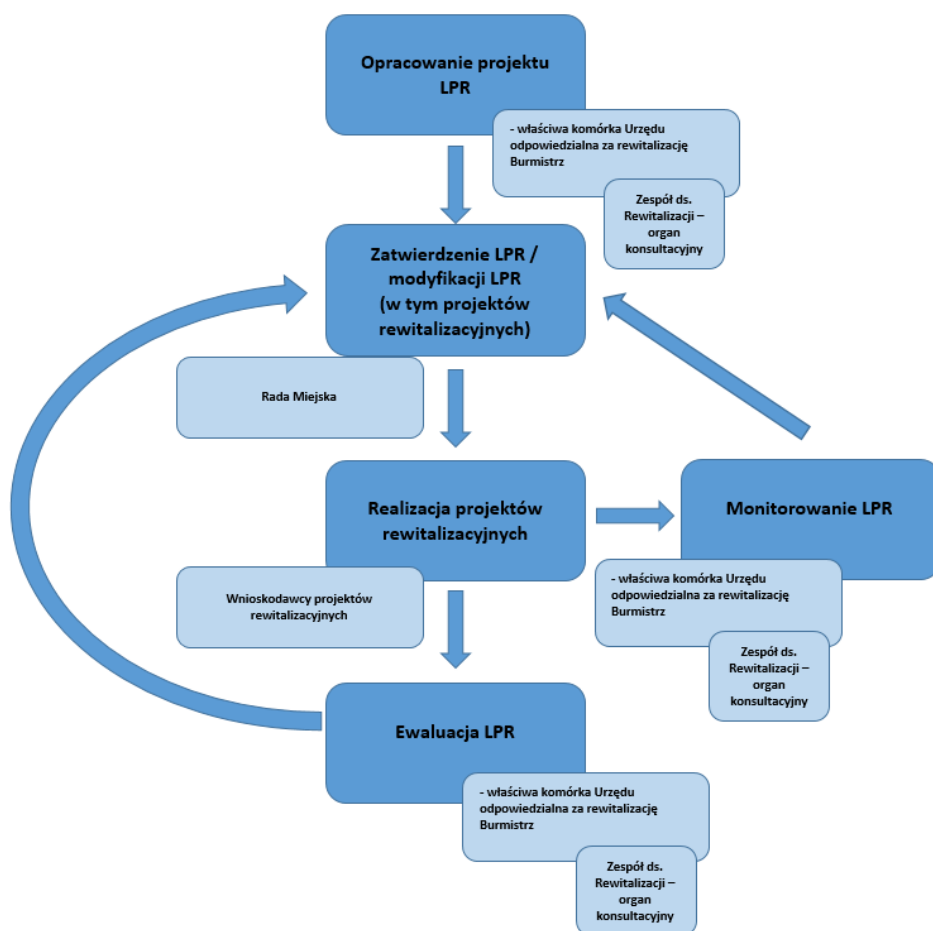 Opracowanie projektu
LPR
- właściwa komórka Urzędu
odpowiedzialna za rewitalizację
Burmistrz
Zespół ds.
Rewitalizacji –
organ
konsultacyjny
Zatwierdzenie LPR /
modyfikacji LPR
(w tym projektów
rewitalizacyjnych)
Rada Miejska
Realizacja projektów
rewitalizacyjnych
Monitorowanie LPR
Wnioskodawcy projektów
rewitalizacyjnych
- właściwa komórka Urzędu
odpowiedzialna za rewitalizację
Burmistrz
Zespół ds.
Rewitalizacji –
organ
konsultacyjny
Ewaluacja LPR
- właściwa komórka Urzędu
odpowiedzialna za rewitalizację
Burmistrz
Zespół ds.
Rewitalizacji –
organ
konsultacyjny